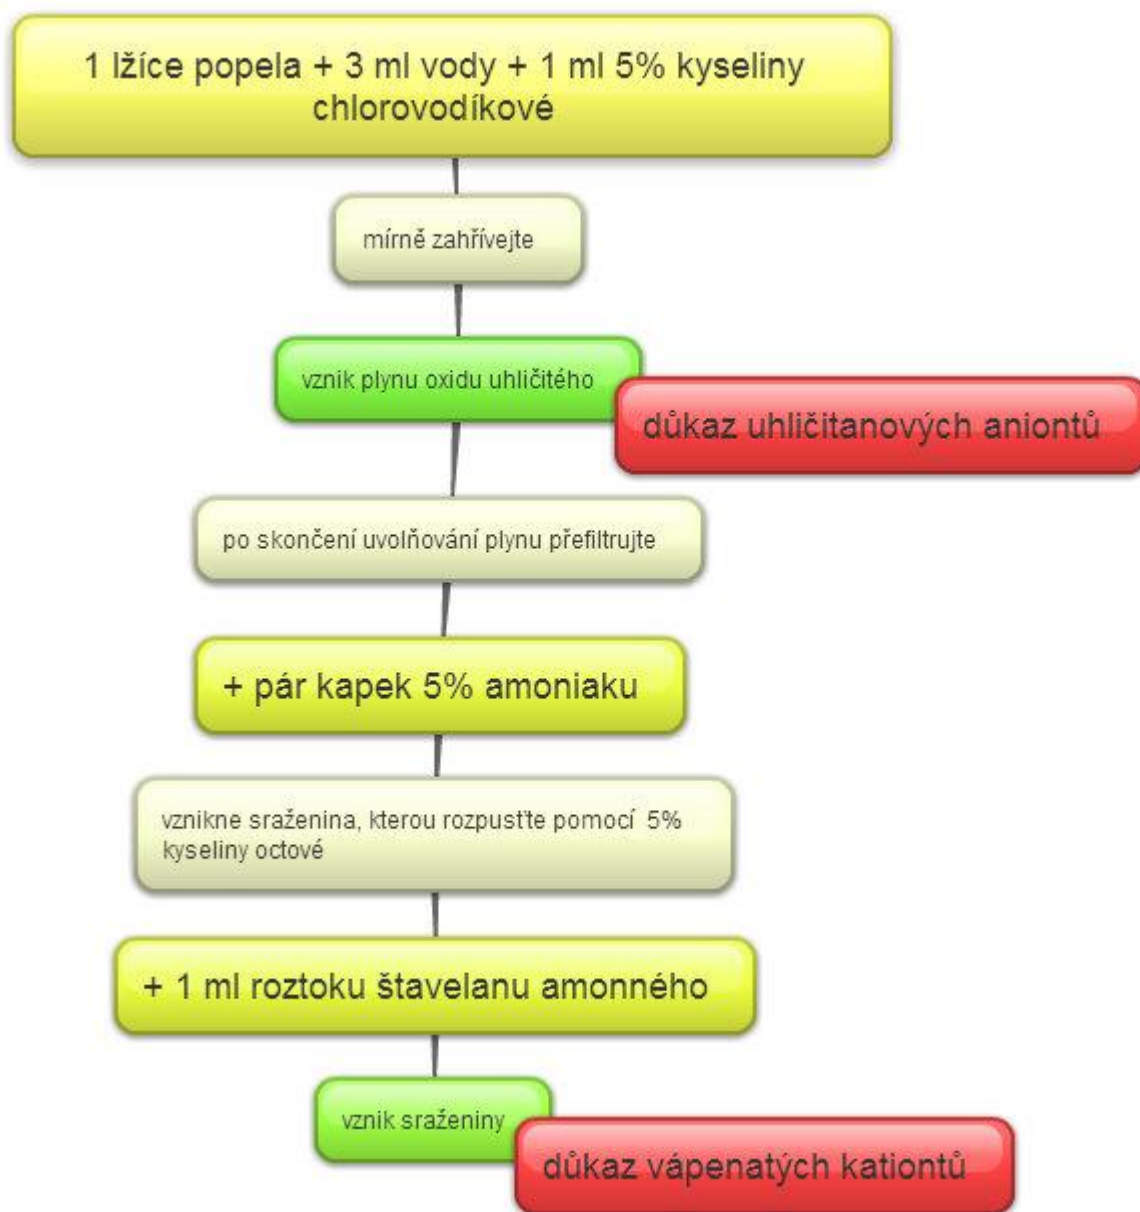 1 lžíce popela + 3 ml vody + 1 ml 5% kyseliny
chlorovodíkové
mírně zahřívejte
vznik plynu oxidu uhličitého
důkaz uhličitanových aniontů
po skončení uvolňování plynu přefiltrujte
+ pár kapek 5% amoniaku
vznikne sraženina, kterou rozpusťte pomocí 5%
kyseliny octové
+ 1 ml roztoku štavelanu amonného
vznik sraženiny
důkaz vápenatých kationtů